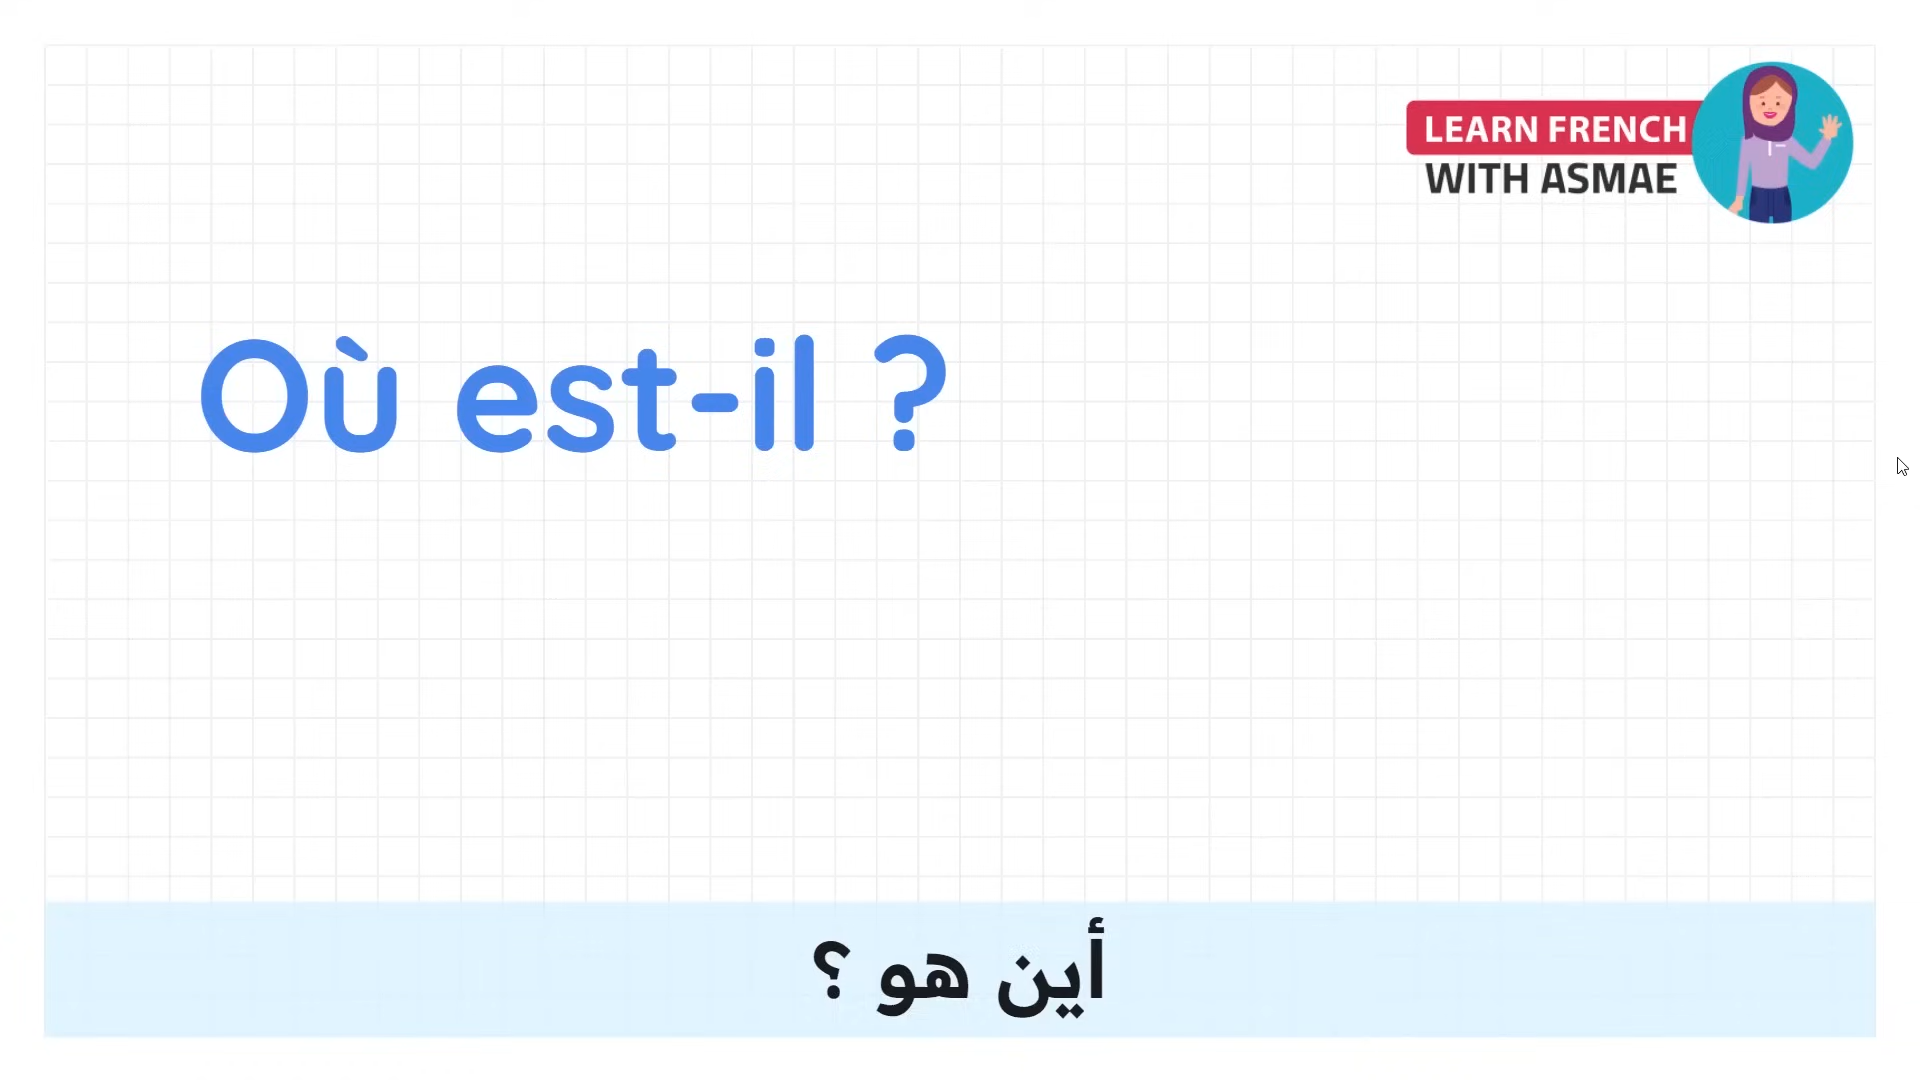 LEARN FRENCH
WITH ASMAE
Où est-il ?
أين هو ؟